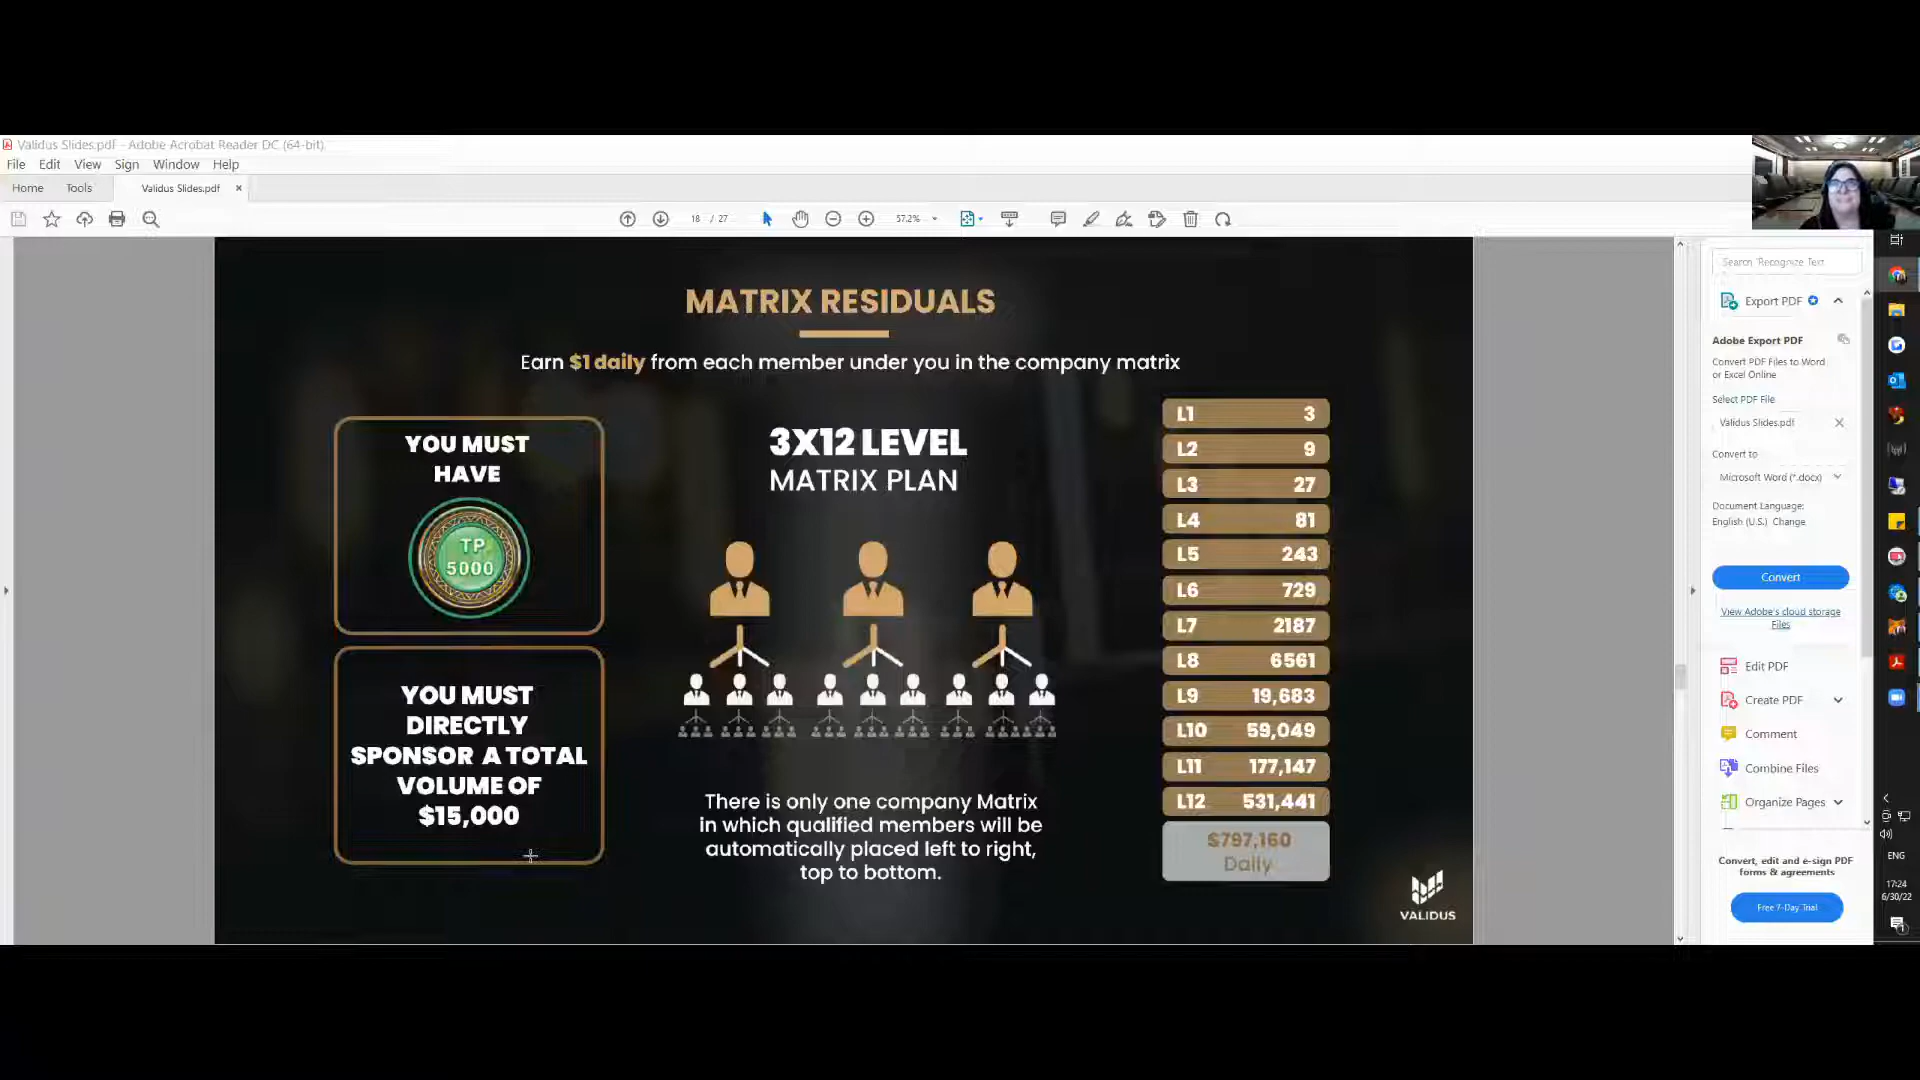 Validus Slides.pdf - Adobe Acrobat Reader DC (64-bit)
File Edit View Window Sign Help
Home Tools Validus Slides.pdf ×
18 / 27 57.2%
MATRIX RESIDUALS
Earn $1 daily from each member under you in the company matrix
YOU MUST
HAVE
TP
5000
YOU MUST
DIRECTLY
SPONSOR A TOTAL
VOLUME OF
$15,000
3X12 LEVEL
MATRIX PLAN
There is only one company Matrix
in which qualified members will be
automatically placed left to right,
top to bottom.
L1 3
L2 9
L3 27
L4 81
L5 243
L6 729
L7 2187
L8 6561
L9 19,683
L10 59,049
L11 177,147
L12 531,441
$797,160
Daily
VALIDUS
Search 'Recognize Text'
Export PDF
Adobe Export PDF
Convert PDF Files to Word
or Excel Online
Select PDF File
Validus Slides.pdf
Convert to
Microsoft Word (*.docx)
Document Language:
English (U.S.) Change
Convert
View Adobe's cloud storage
Files
Edit PDF
Create PDF
Comment
Combine Files
Organize Pages
Convert, edit and e-sign PDF
forms & agreements
Free 7-Day Trial
ENG
17:24
6/30/22